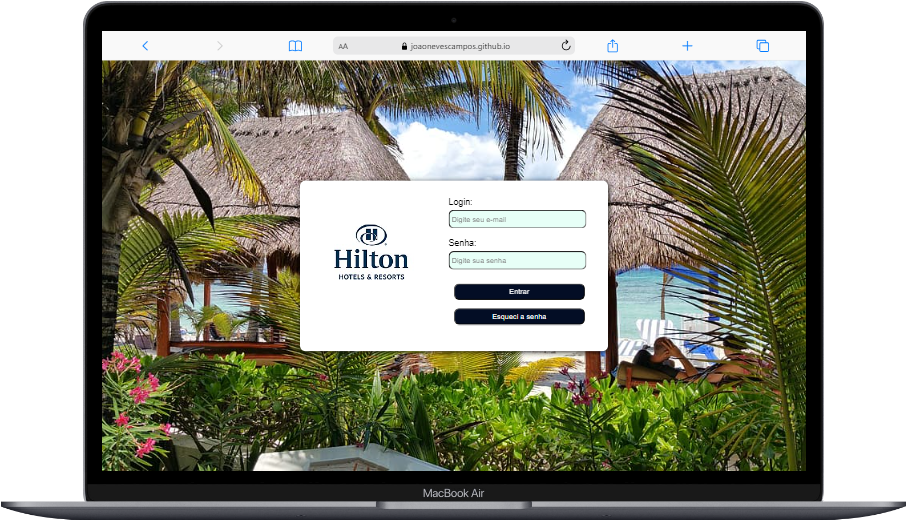 AA
joaonevescampos.github.io
Login:
Digite seu e-mail
Hilton
HOTELS & RESORTS
Senha:
Digite sua senha
Entrar
Esqueci a senha
MacBook Air